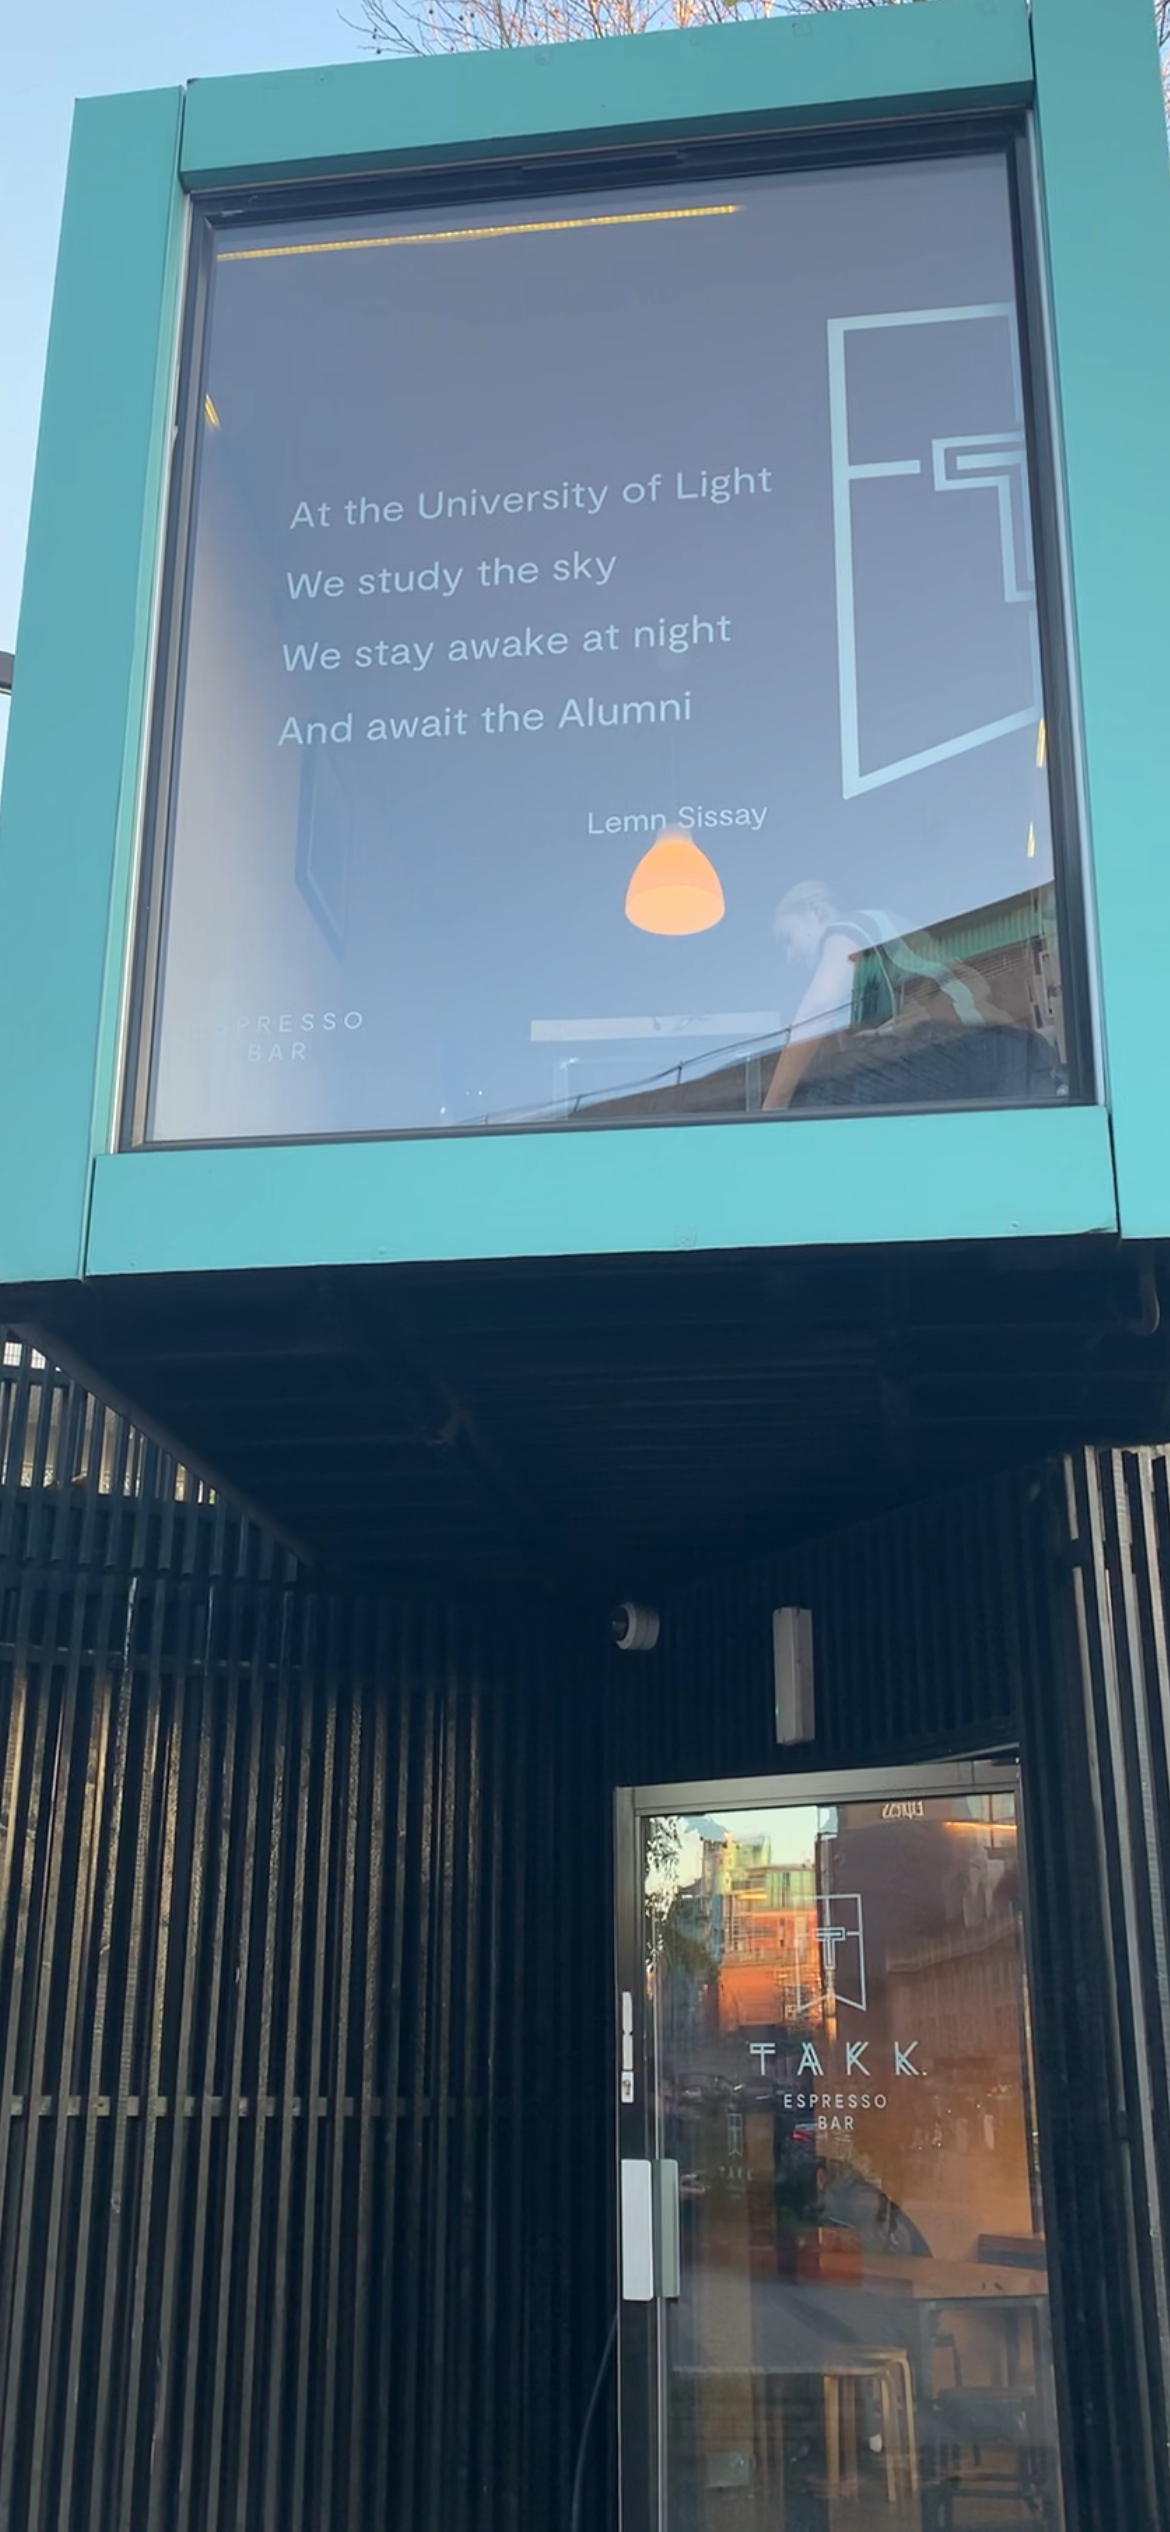 At the University of Light
We study the sky
We stay awake at night
And await the Alumni
Lemn Sissay
ESPRESSO
BAR
TAKK.
ESPRESSO
BAR